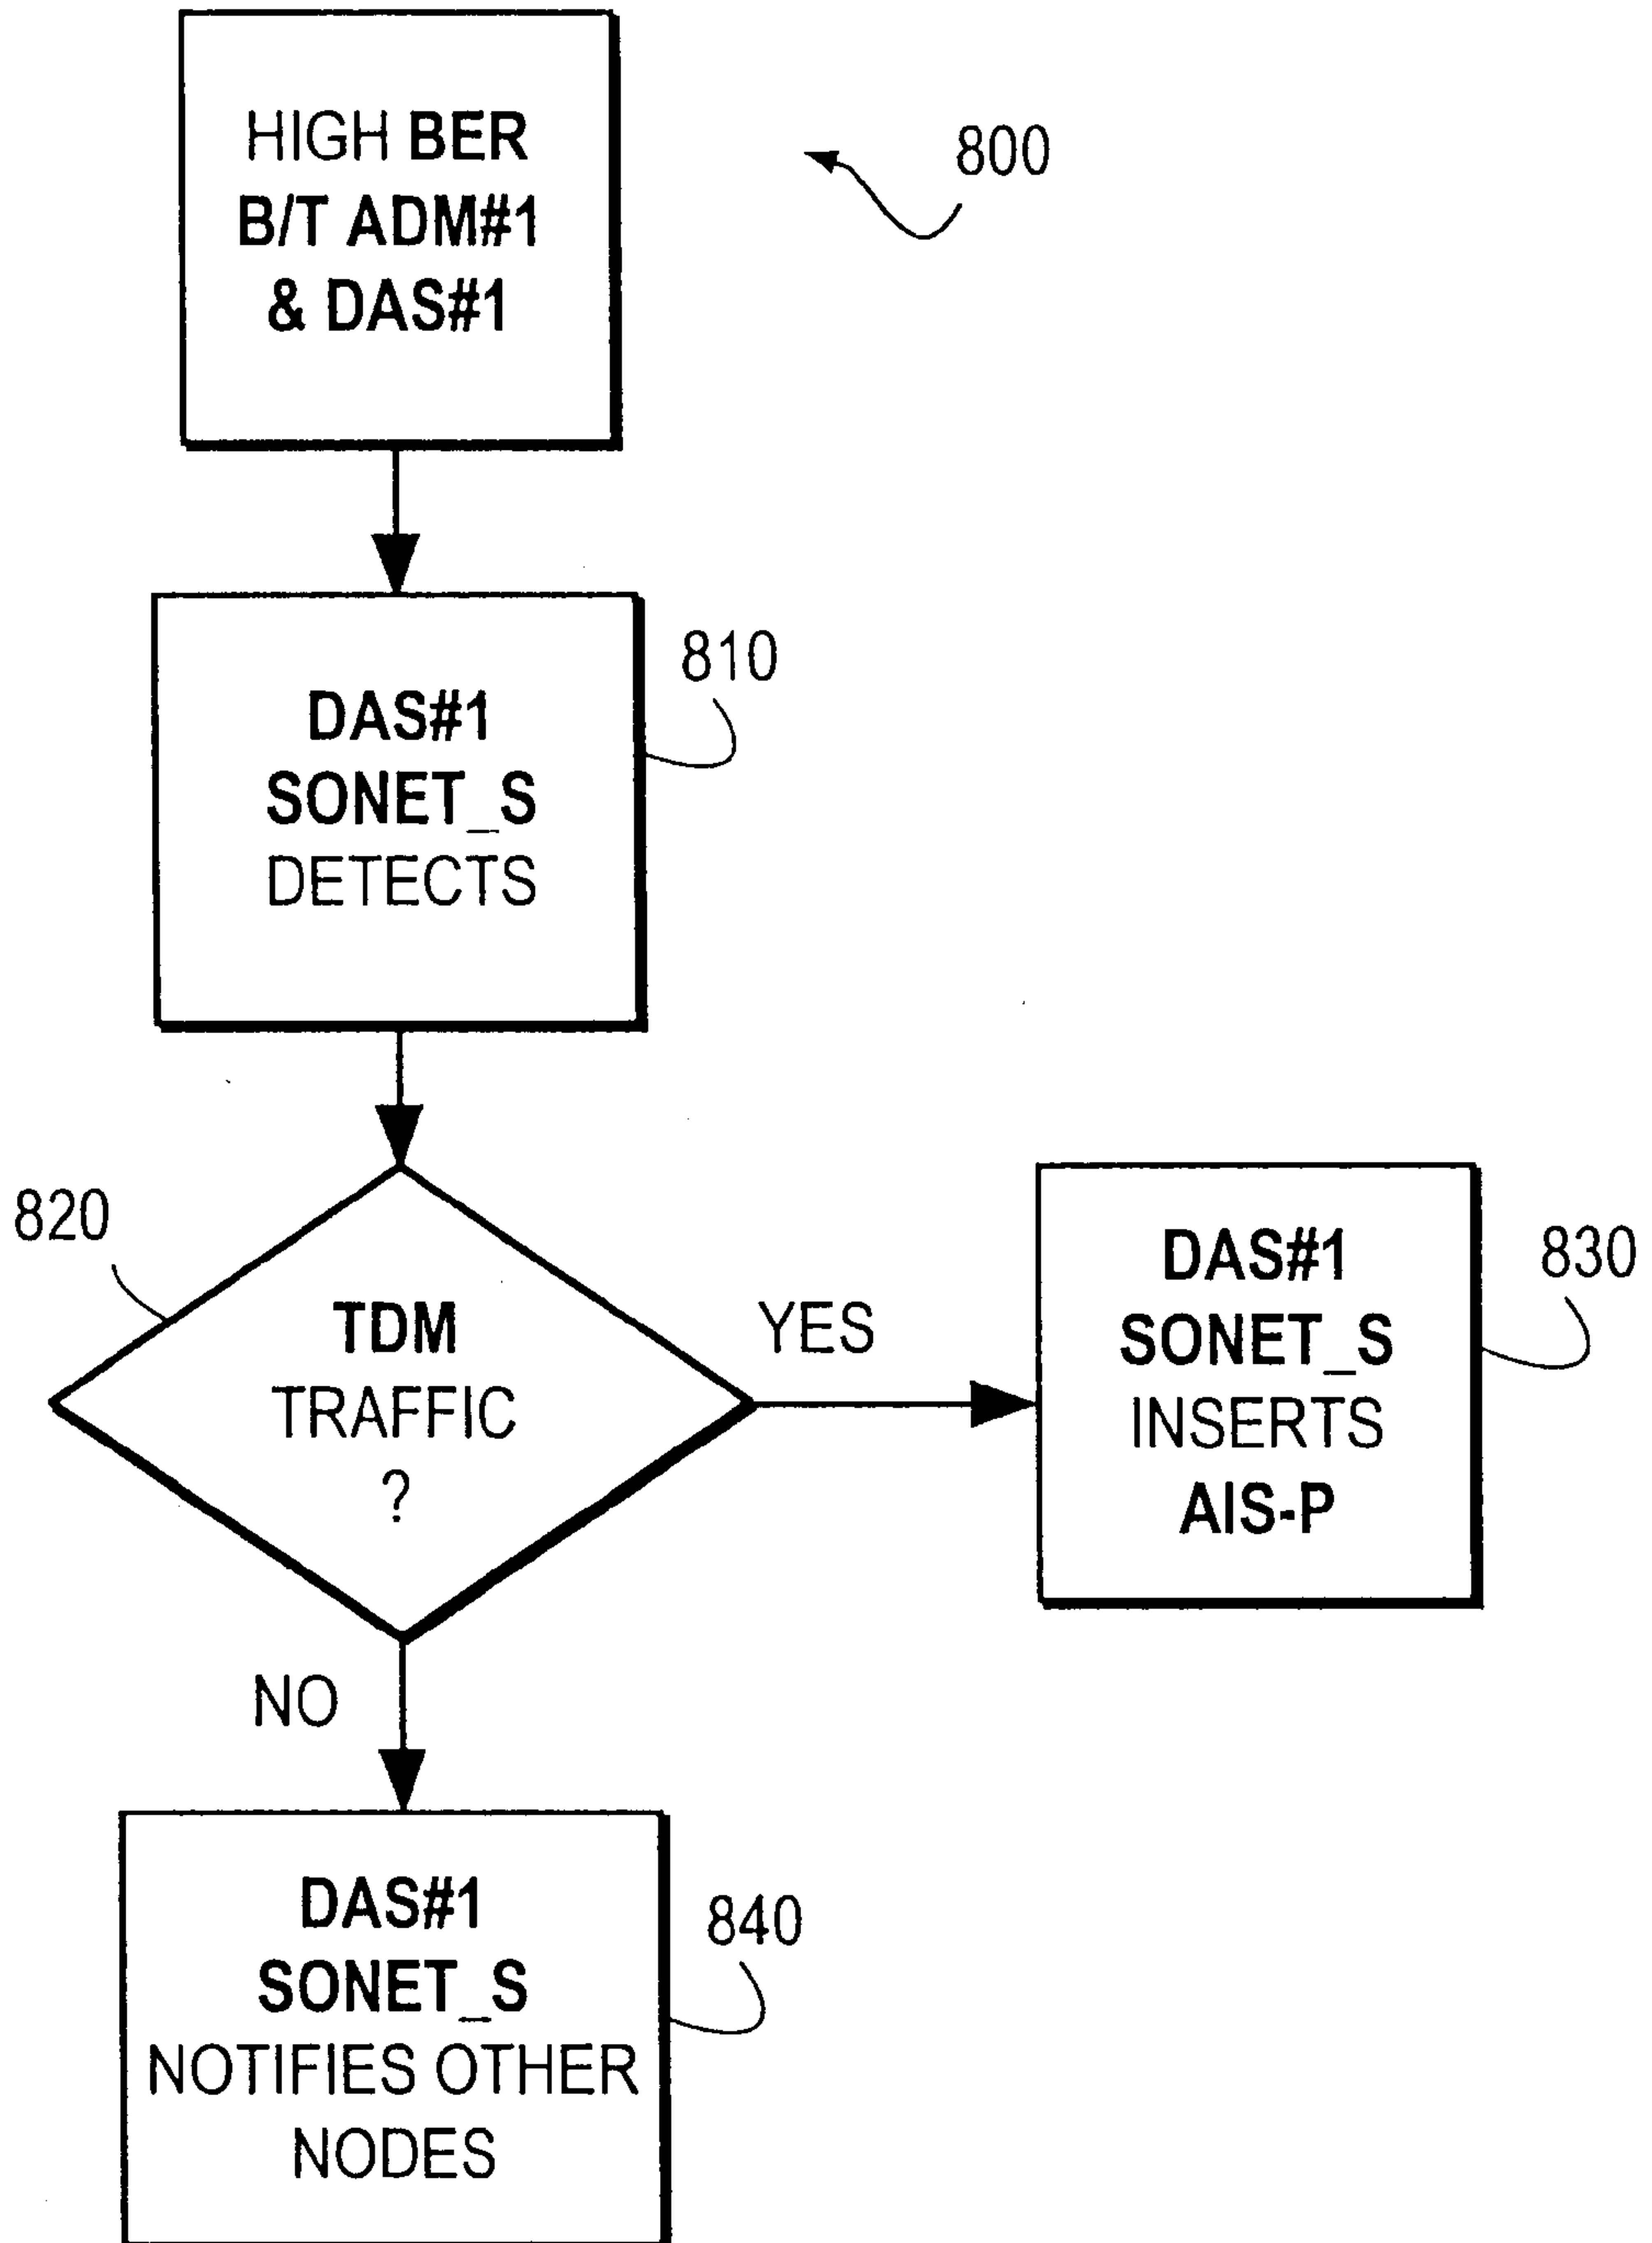 HIGH BER
B/T ADM#1
& DAS#1
800
DAS#1
SONET_S
DETECTS
810
820
TDM
TRAFFIC
?
YES
DAS#1
SONET_S
INSERTS
AIS-P
830
NO
DAS#1
SONET_S
NOTIFIES OTHER
NODES
840